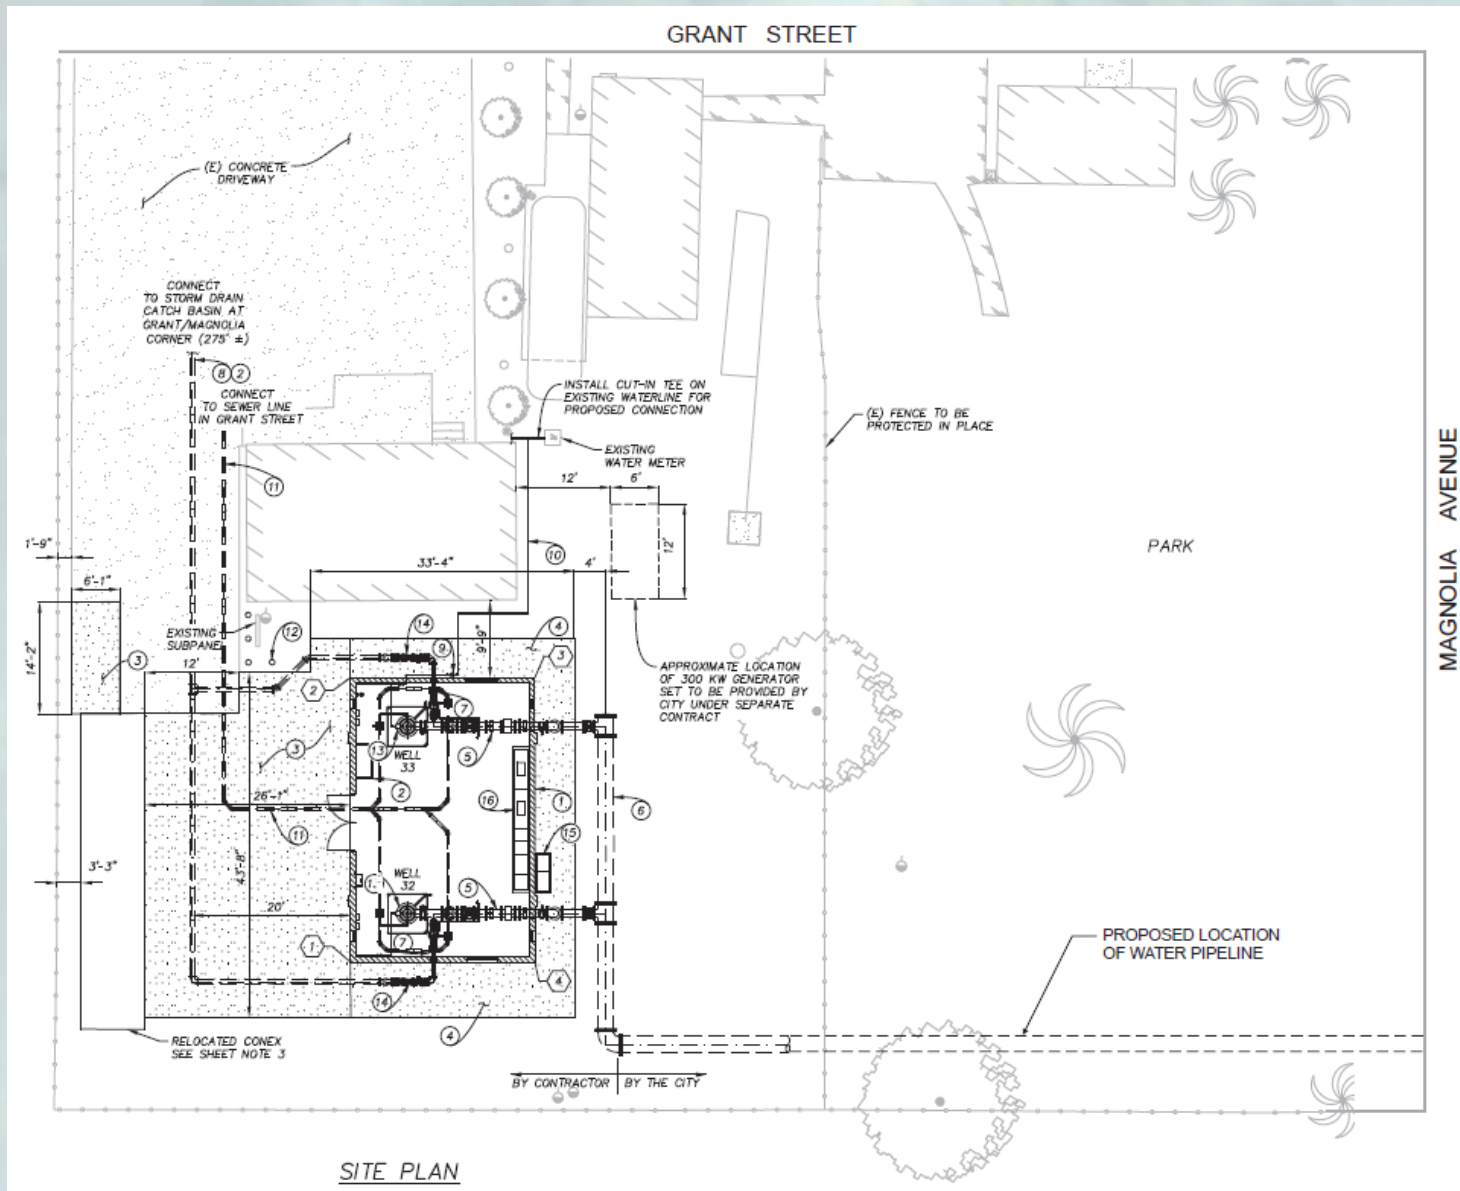 GRANT STREET
(E) CONCRETE
DRIVEWAY
CONNECT
TO STORM DRAIN
CATCH BASIN AT
GRANT/MAGNOLIA
CORNER (275' ±)
8 2
CONNECT
TO SEWER LINE
IN GRANT STREET
INSTALL CUT-IN TEE ON
EXISTING WATERLINE FOR
PROPOSED CONNECTION
(E) FENCE TO BE
PROTECTED IN PLACE
EXISTING
WATER METER
MAGNOLIA AVENUE
11
12'
6'
12'
PARK
1'-9"
10
33'-4"
4'
6'-1"
14'-2"
EXISTING
SUBPANEL
12
14
4
9'-9"
3
12'
9
3
2
APPROXIMATE LOCATION
OF 300 KW GENERATOR
SET TO BE PROVIDED BY
CITY UNDER SEPARATE
CONTRACT
7
3
13
WELL
33
5
2
16
1
6
26'-1"
11
15
3'-3"
43'-8"
WELL
32
5
20'
7
1
4
14
4
PROPOSED LOCATION
OF WATER PIPELINE
RELOCATED CONEX
SEE SHEET NOTE 3
BY CONTRACTOR
BY THE CITY
SITE PLAN